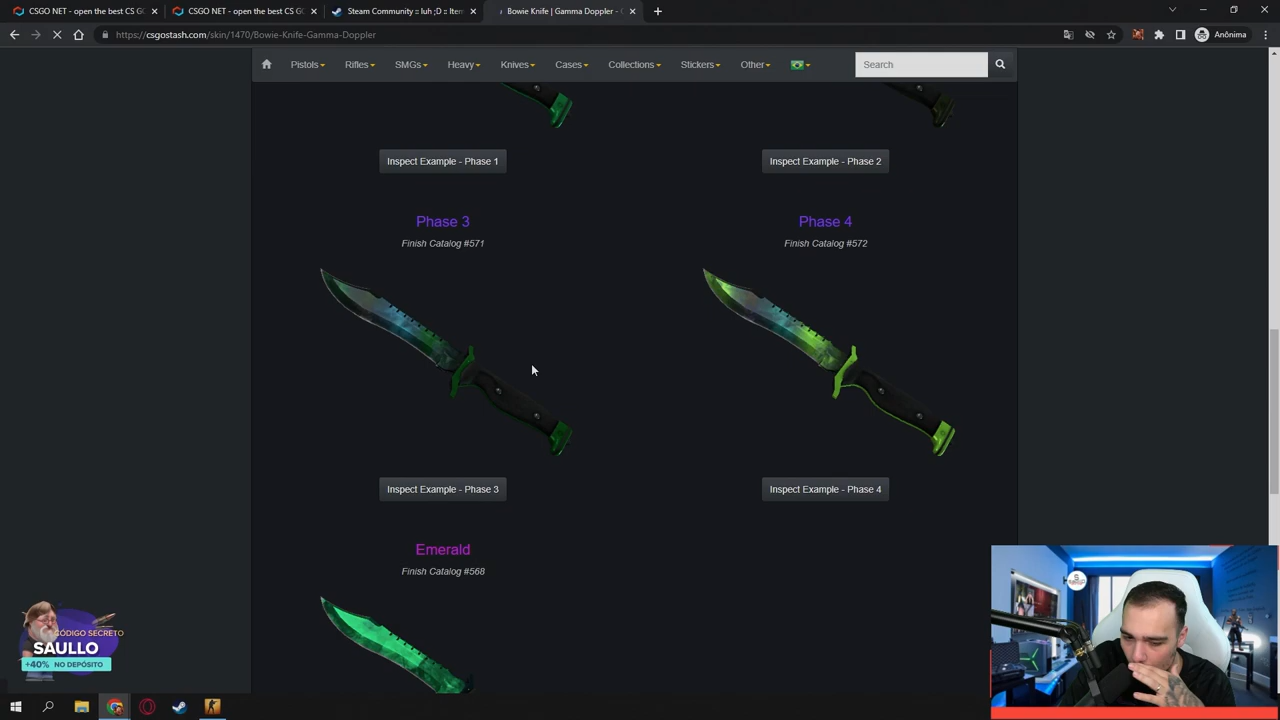 CSGO NET - open the best CS GO
CSGO NET - open the best CS GO
Steam Community :: luh ;D :: Item
Bowie Knife | Gamma Doppler - C
https://csgostash.com/skin/1470/Bowie-Knife-Gamma-Doppler
Anônima
Pistols
Rifles
SMGs
Heavy
Knives
Cases
Collections
Stickers
Other
Search
Inspect Example - Phase 1
Inspect Example - Phase 2
Phase 3
Phase 4
Finish Catalog #571
Finish Catalog #572
Inspect Example - Phase 3
Inspect Example - Phase 4
Emerald
Finish Catalog #568
CÓDIGO SECRETO
SAULLO
+40% NO DEPÓSITO